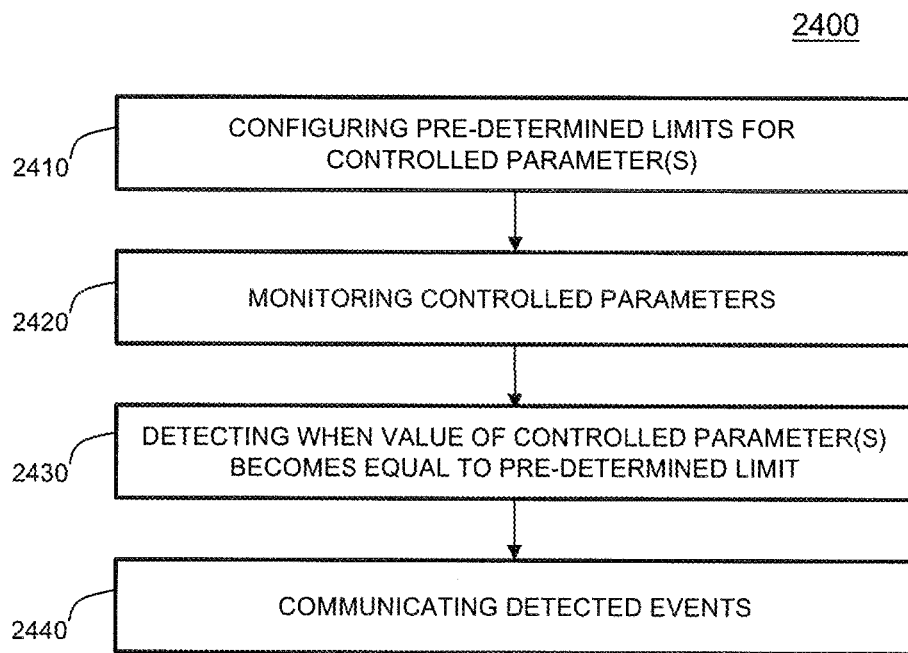 2400
CONFIGURING PRE-DETERMINED LIMITS FOR
CONTROLLED PARAMETER(S)
2410
MONITORING CONTROLLED PARAMETERS
2420
DETECTING WHEN VALUE OF CONTROLLED PARAMETER(S)
BECOMES EQUAL TO PRE-DETERMINED LIMIT
2430
COMMUNICATING DETECTED EVENTS
2440